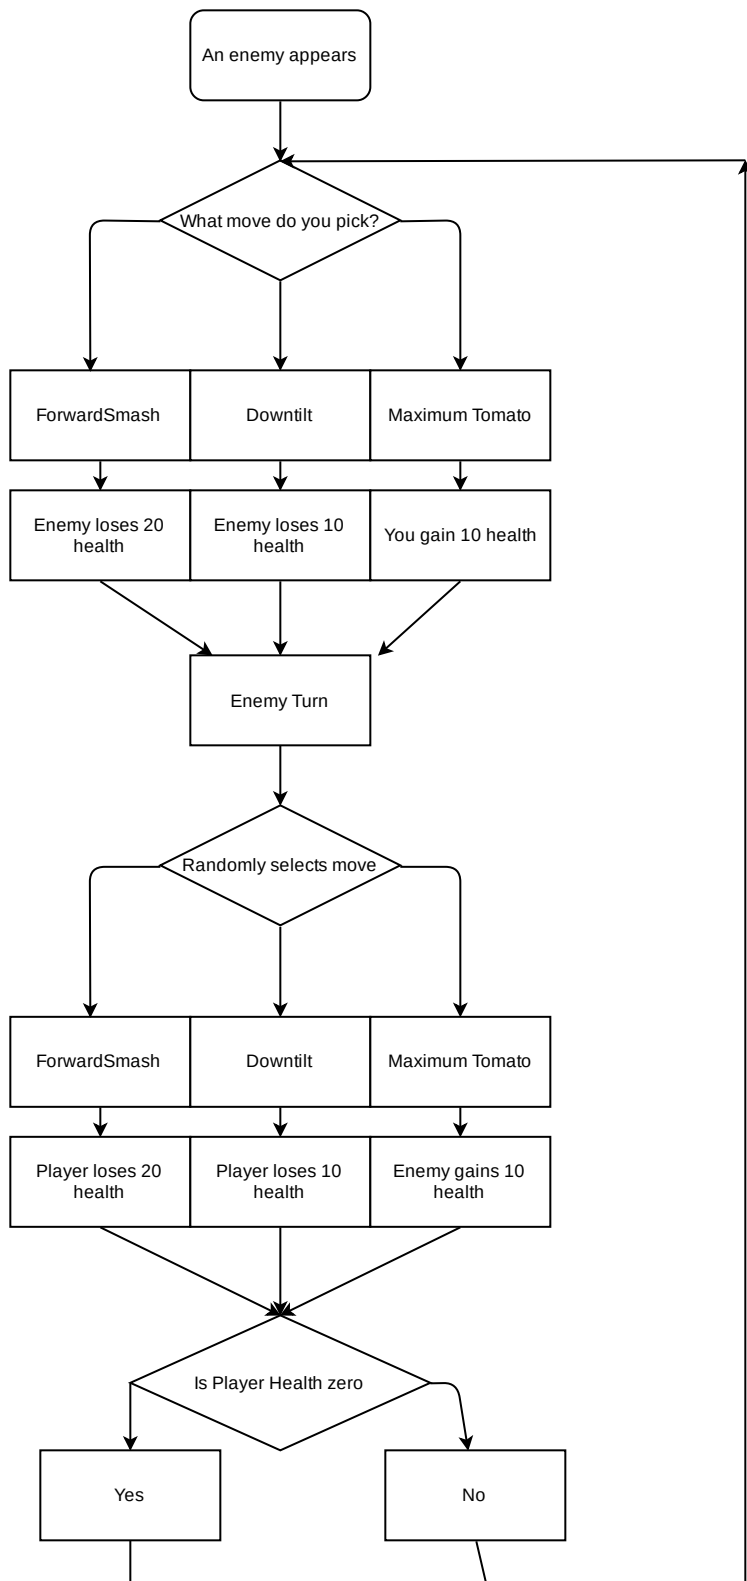 An enemy appears
What move do you pick?
ForwardSmash
Downtilt
Maximum Tomato
Enemy loses 20
health
Enemy loses 10
health
You gain 10 health
Enemy Turn
Randomly selects move
ForwardSmash
Downtilt
Maximum Tomato
Player loses 20
health
Player loses 10
health
Enemy gains 10
health
Is Player Health zero
Yes
No